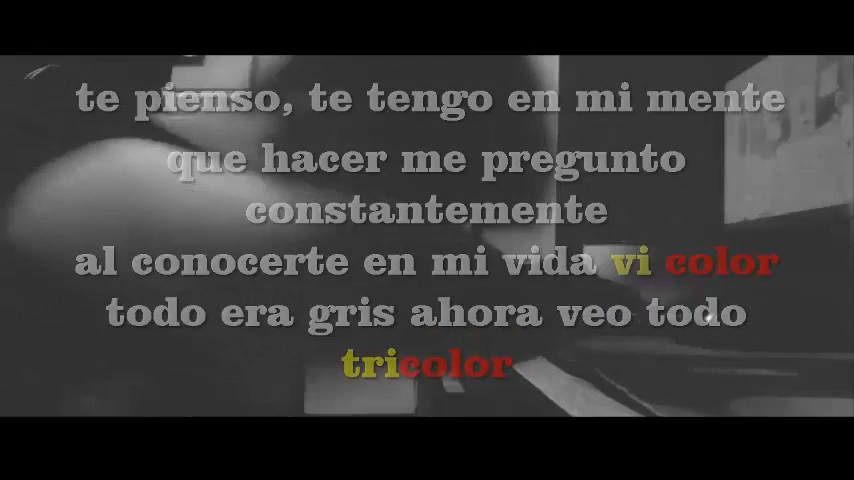 te pienso, te tengo en mi mente
que hacer me pregunto
constantemente
al conocerte en mi vida vi color
todo era gris ahora veo todo
tricolor